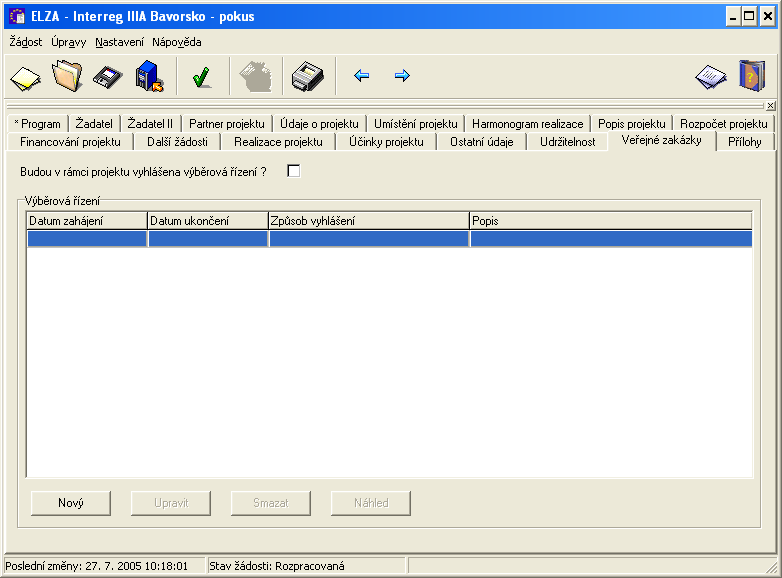 ELZA - Interreg IIIA Bavorsko - pokus
Žádost Úpravy Nastavení Nápověda
* Program Žadatel Žadatel II Partner projektu Údaje o projektu Umístění projektu Harmonogram realizace Popis projektu Rozpočet projektu
Financování projektu Další žádosti Realizace projektu Účinky projektu Ostatní údaje Udržitelnost Veřejné zakázky Přílohy
Budou v rámci projektu vyhlášena výběrová řízení ?
Výběrová řízení
Datum zahájení Datum ukončení Způsob vyhlášení Popis
Nový Upravit Smazat Náhled
Poslední změny: 27. 7. 2005 10:18:01 Stav žádosti: Rozpracovaná